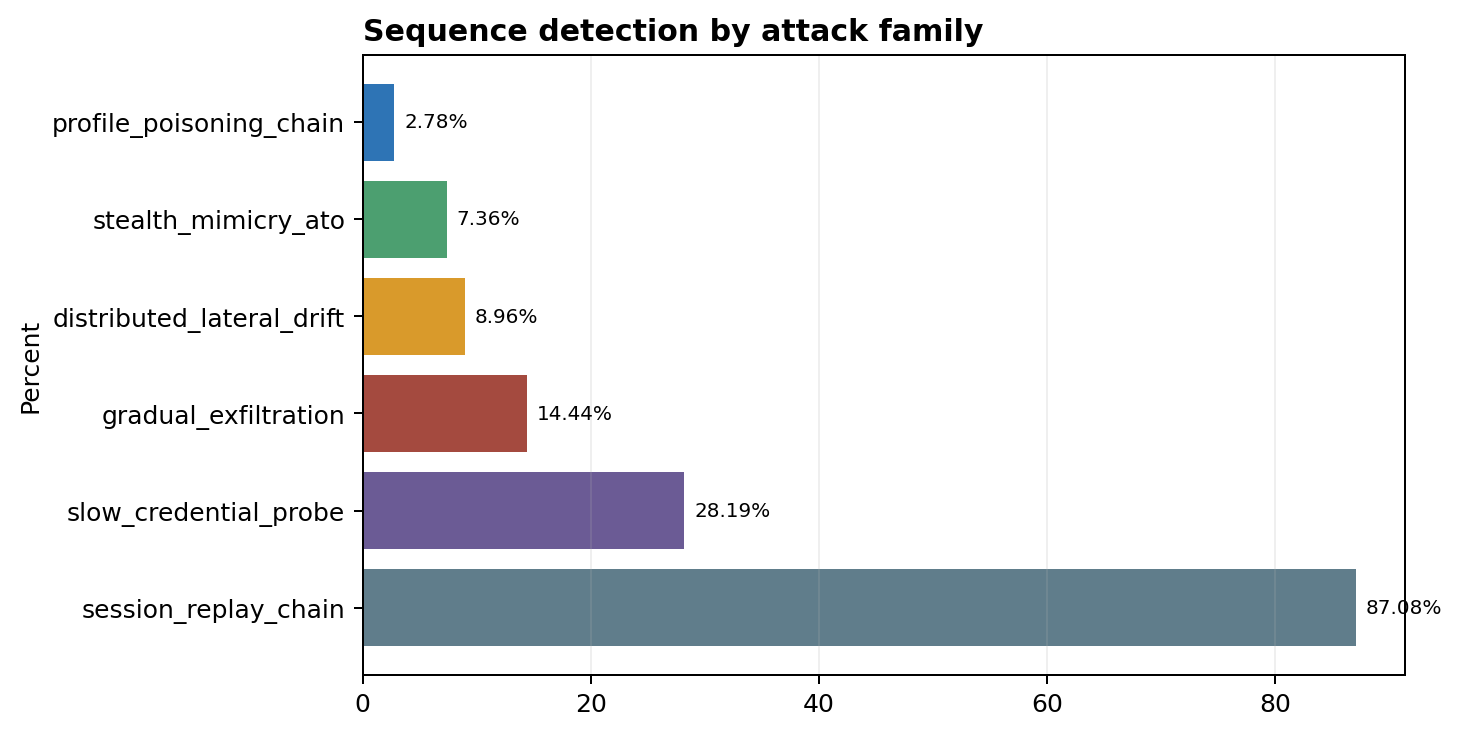 Sequence detection by attack family
profile_poisoning_chain 2.78%
stealth_mimicry_ato 7.36%
distributed_lateral_drift 8.96%
Percent
gradual_exfiltration 14.44%
slow_credential_probe 28.19%
session_replay_chain 87.08%
0 20 40 60 80